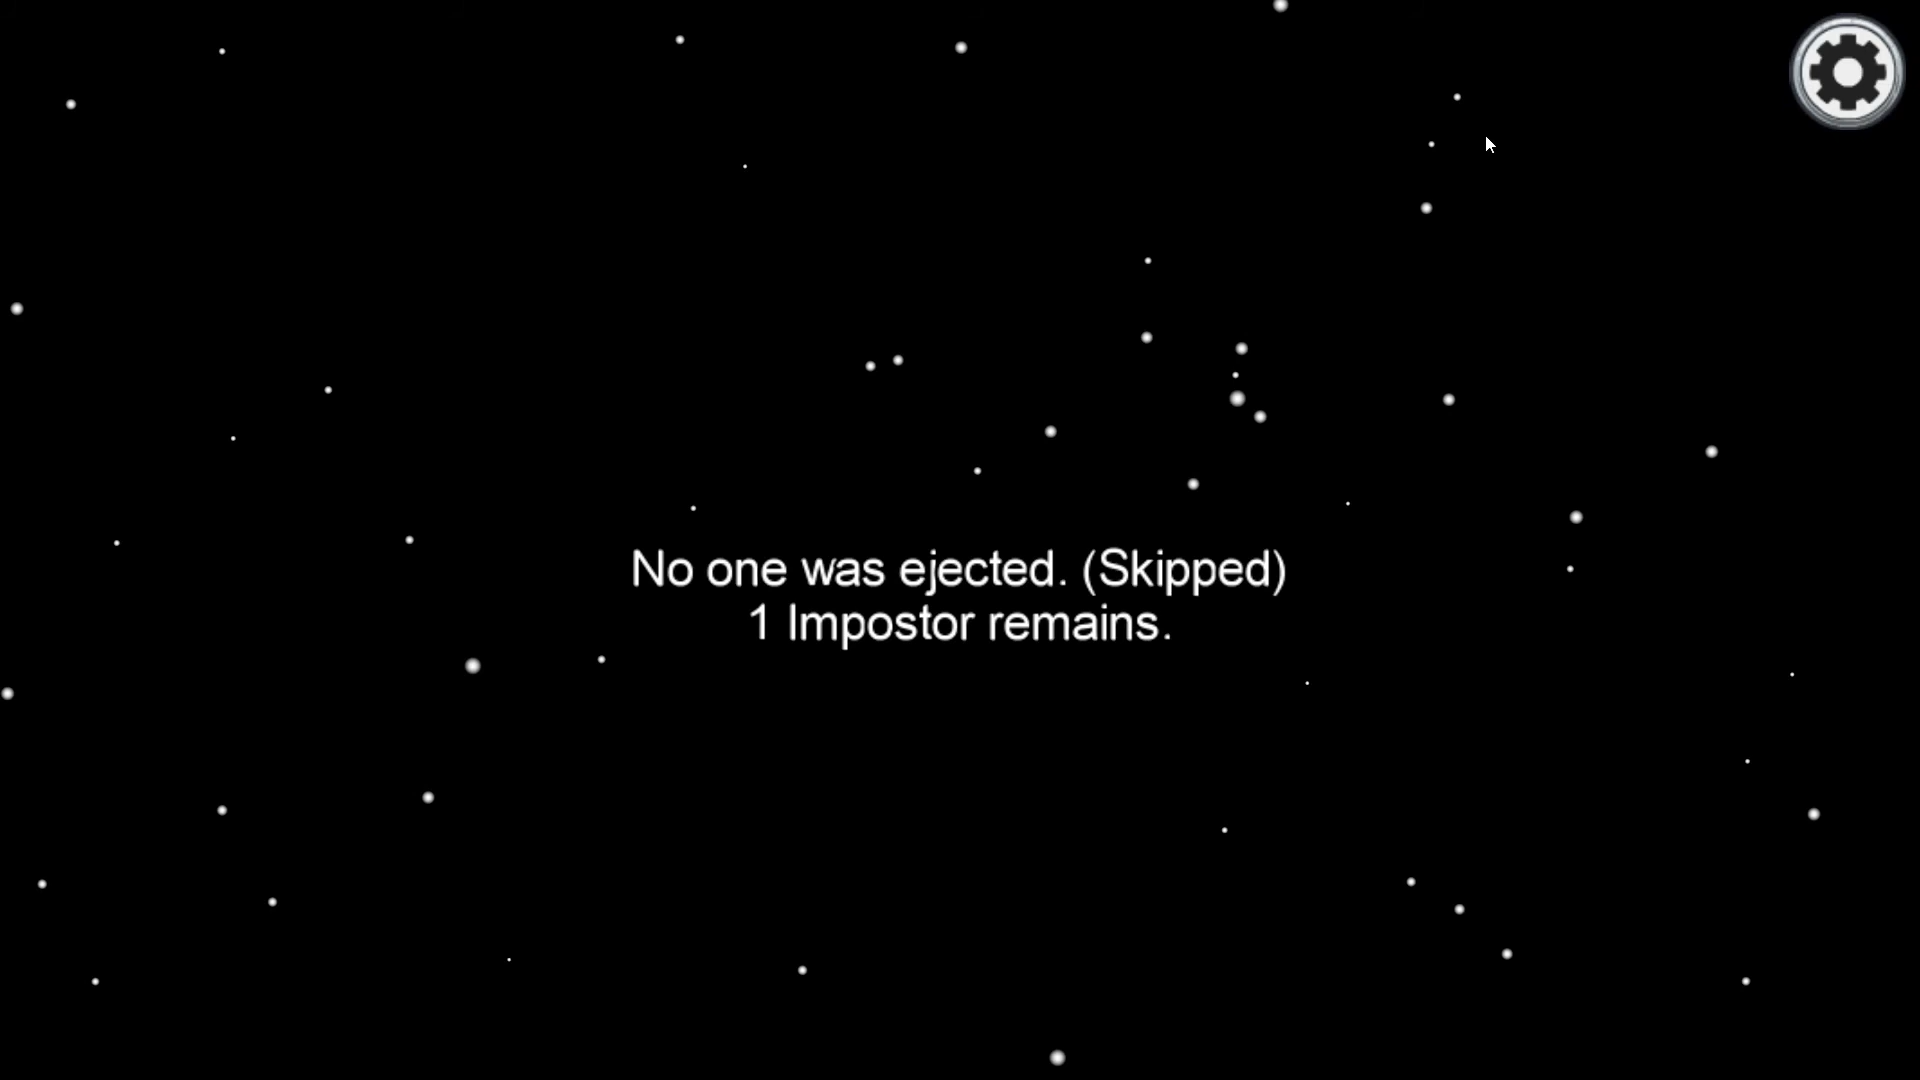 No one was ejected. (Skipped)
1 Impostor remains.